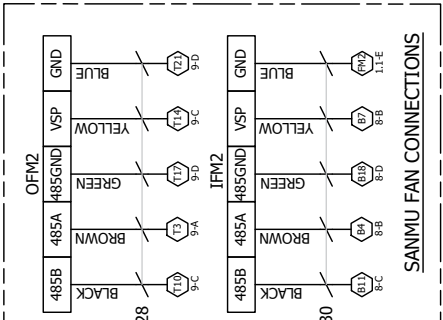 OFM2
485B
485A
485GND
VSP
GND
BLACK
BROWN
GREEN
YELLOW
BLUE
T10
T3
T17
T14
T21
9-C
9-A
9-D
9-C
9-D
28
IFM2
485B
485A
485GND
VSP
GND
BLACK
BROWN
GREEN
YELLOW
BLUE
B11
B4
B18
B7
FM2
8-C
8-B
8-D
8-B
1.1-E
30
SANMU FAN CONNECTIONS